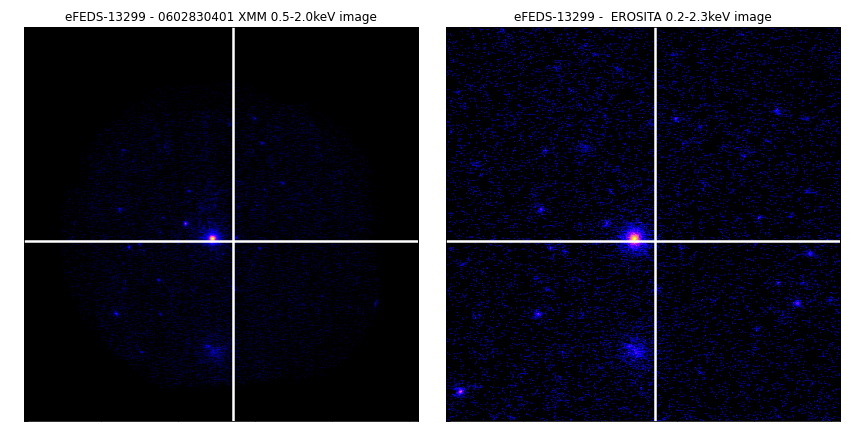 eFEDS-13299 - 0602830401 XMM 0.5-2.0keV image
eFEDS-13299 -  EROSITA 0.2-2.3keV image